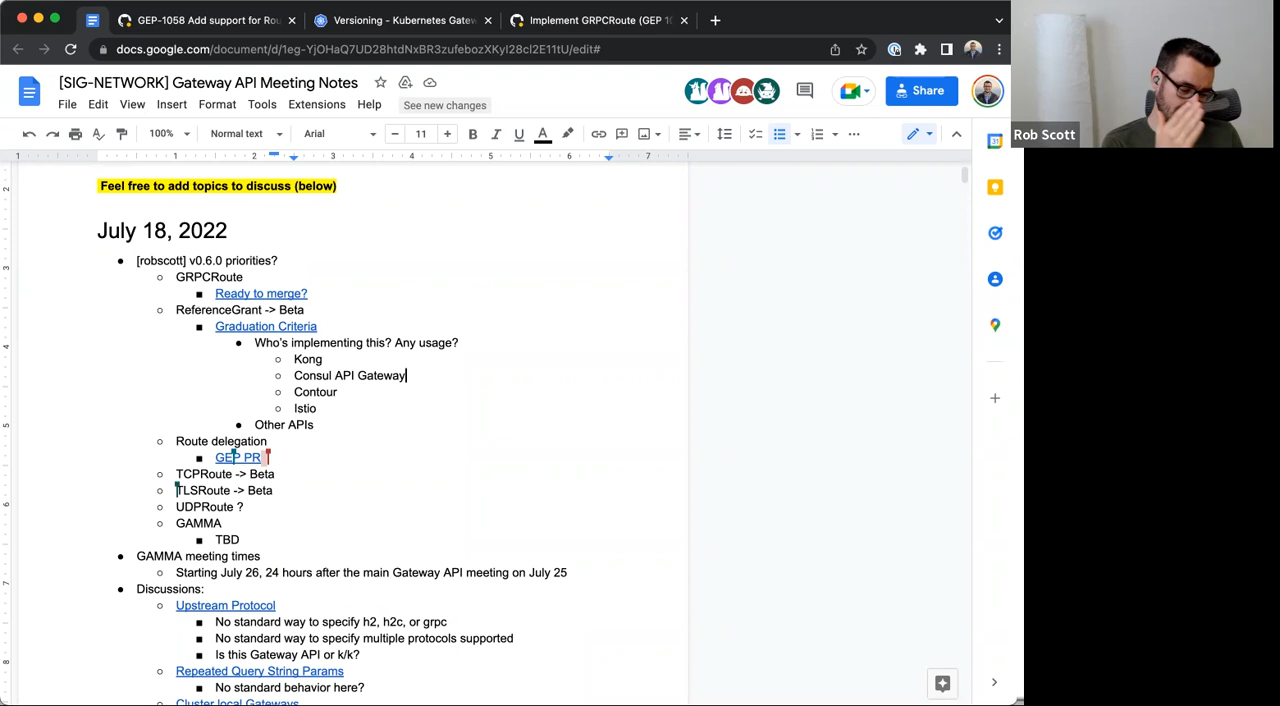 GEP-1058 Add support for Rou
Versioning - Kubernetes Gatew
Implement GRPCRoute (GEP 10
docs.google.com/document/d/1eg-YjOHaQ7UD28htdNxBR3zufebozXKyI28cl2E11tU/edit#
[SIG-NETWORK] Gateway API Meeting Notes
File Edit View Insert Format Tools Extensions Help See new changes
Share
100% Normal text Arial 11
Rob Scott
Feel free to add topics to discuss (below)
July 18, 2022
[robscott] v0.6.0 priorities?
GRPCRoute
Ready to merge?
ReferenceGrant -> Beta
Graduation Criteria
Who's implementing this? Any usage?
Kong
Consul API Gateway
Contour
Istio
Other APIs
Route delegation
GEP PR
TCPRoute -> Beta
TLSRoute -> Beta
UDPRoute ?
GAMMA
TBD
GAMMA meeting times
Starting July 26, 24 hours after the main Gateway API meeting on July 25
Discussions:
Upstream Protocol
No standard way to specify h2, h2c, or grpc
No standard way to specify multiple protocols supported
Is this Gateway API or k/k?
Repeated Query String Params
No standard behavior here?
Cluster local Gateways